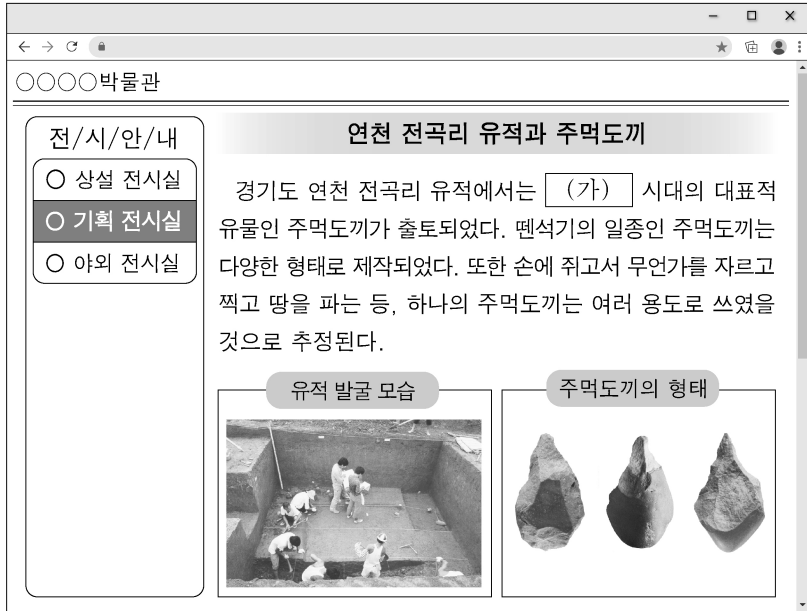 ○○○○박물관
전/시/안/내
○ 상설 전시실
○ 기획 전시실
○ 야외 전시실
연천 전곡리 유적과 주먹도끼
경기도 연천 전곡리 유적에서는 (가) 시대의 대표적
유물인 주먹도끼가 출토되었다. 뗀석기의 일종인 주먹도끼는
다양한 형태로 제작되었다. 또한 손에 쥐고서 무언가를 자르고
찍고 땅을 파는 등, 하나의 주먹도끼는 여러 용도로 쓰였을
것으로 추정된다.
유적 발굴 모습
주먹도끼의 형태